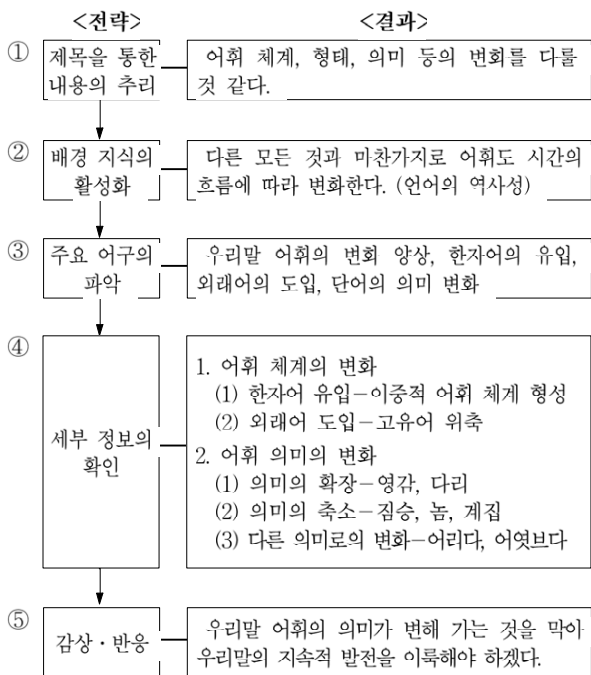 <전략> <결과>
① 제목을 통한 내용의 추리
어휘 체계, 형태, 의미 등의 변화를 다룰
것 같다.
② 배경 지식의 활성화
다른 모든 것과 마찬가지로 어휘도 시간의
흐름에 따라 변화한다. (언어의 역사성)
③ 주요 어구의 파악
우리말 어휘의 변화 양상, 한자어의 유입,
외래어의 도입, 단어의 의미 변화
④ 세부 정보의 확인
1. 어휘 체계의 변화
(1) 한자어 유입-이중적 어휘 체계 형성
(2) 외래어 도입-고유어 위축
2. 어휘 의미의 변화
(1) 의미의 확장-영감, 다리
(2) 의미의 축소-짐승, 놈, 계집
(3) 다른 의미로의 변화-어리다, 어엿브다
⑤ 감상·반응
우리말 어휘의 의미가 변해 가는 것을 막아
우리말의 지속적 발전을 이룩해야 하겠다.